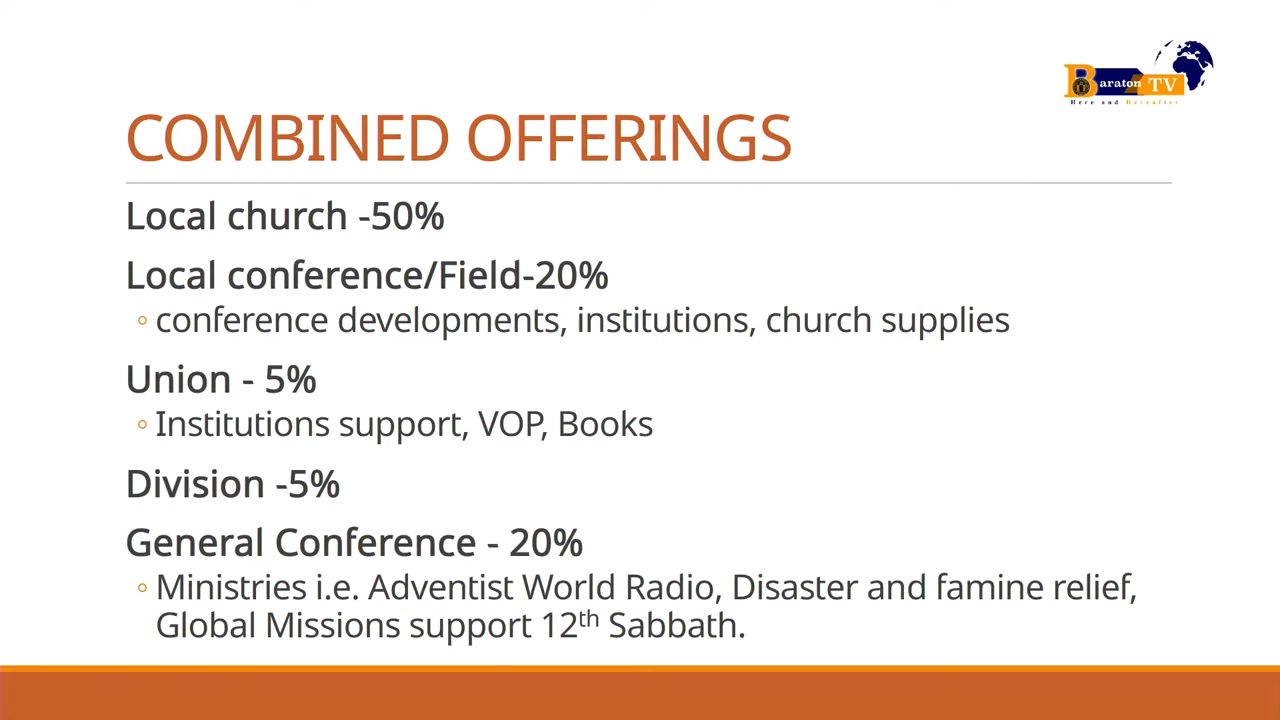 Baraton TV
Here and Hereafter
COMBINED OFFERINGS
Local church -50%
Local conference/Field-20%
◦ conference developments, institutions, church supplies
Union - 5%
◦ Institutions support, VOP, Books
Division -5%
General Conference - 20%
◦ Ministries i.e. Adventist World Radio, Disaster and famine relief,
Global Missions support 12th Sabbath.